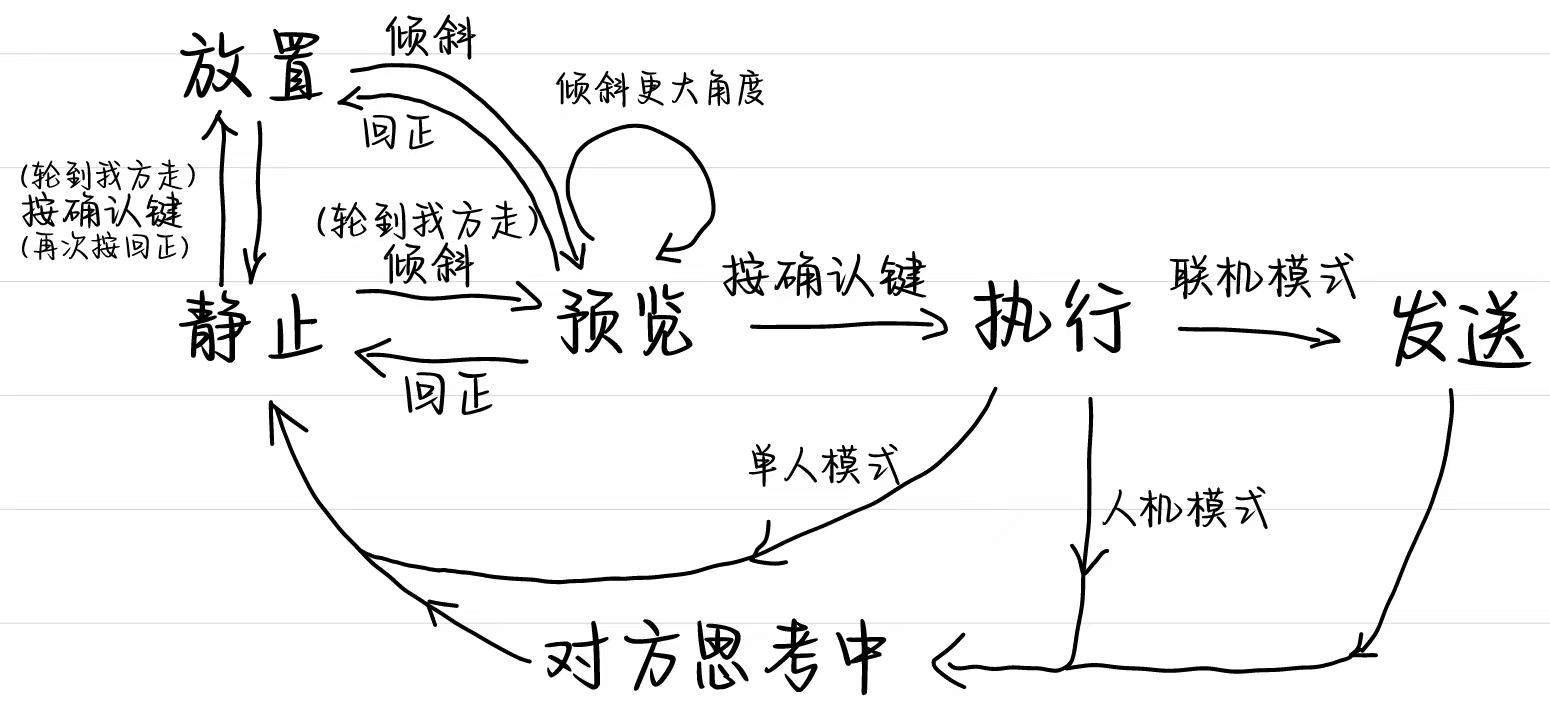 放置
倾斜
倾斜更大角度
回正
(轮到我方走)
按确认键
(再次按回正)
(轮到我方走)
倾斜
静止
预览
按确认键
执行
联机模式
发送
回正
单人模式
人机模式
对方思考中